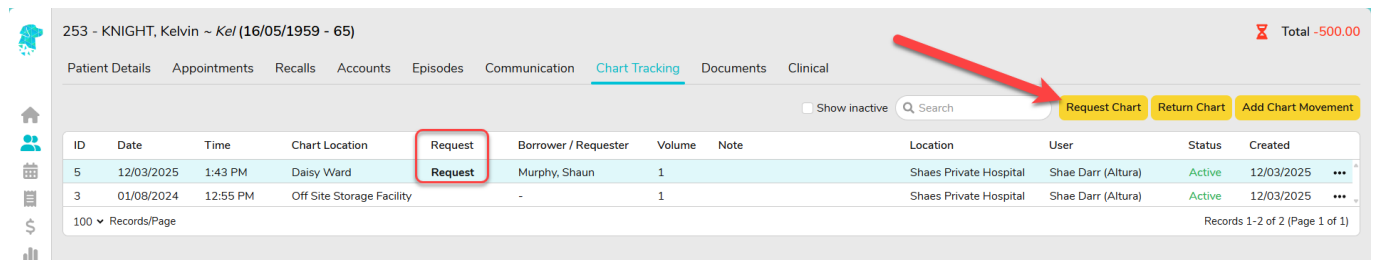 253 - KNIGHT, Kelvin ~ Kel (16/05/1959 - 65) Total -500.00
Patient Details Appointments Recalls Accounts Episodes Communication Chart Tracking Documents Clinical
Show inactive Search Request Chart Return Chart Add Chart Movement
ID Date Time Chart Location Request Borrower / Requester Volume Note Location User Status Created
5 12/03/2025 1:43 PM Daisy Ward Request Murphy, Shaun 1 Shaes Private Hospital Shae Darr (Altura) Active 12/03/2025 •••
3 01/08/2024 12:55 PM Off Site Storage Facility - 1 Shaes Private Hospital Shae Darr (Altura) Active 12/03/2025 •••
100 Records/Page Records 1-2 of 2 (Page 1 of 1)